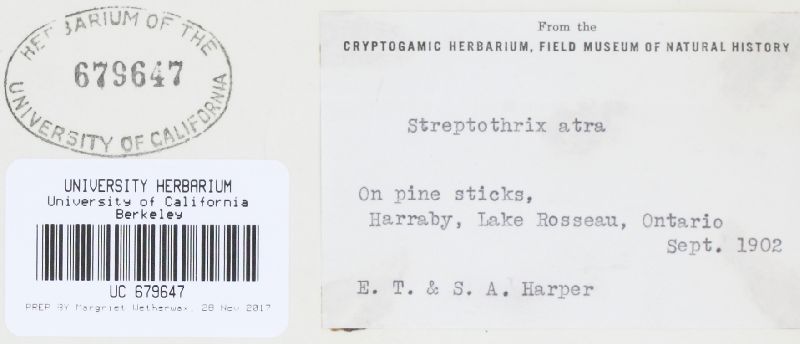 HERBARIUM OF THE
679647
UNIVERSITY OF CALIFORNIA
UNIVERSITY HERBARIUM
University of California
Berkeley
UC 679647
PREP BY Margriet Wetherwax, 28 Nov 2017
From the
CRYPTOGAMIC HERBARIUM, FIELD MUSEUM OF NATURAL HISTORY
Streptothrix atra
On pine sticks,
Harraby, Lake Rosseau, Ontario
Sept. 1902
E. T. & S. A. Harper